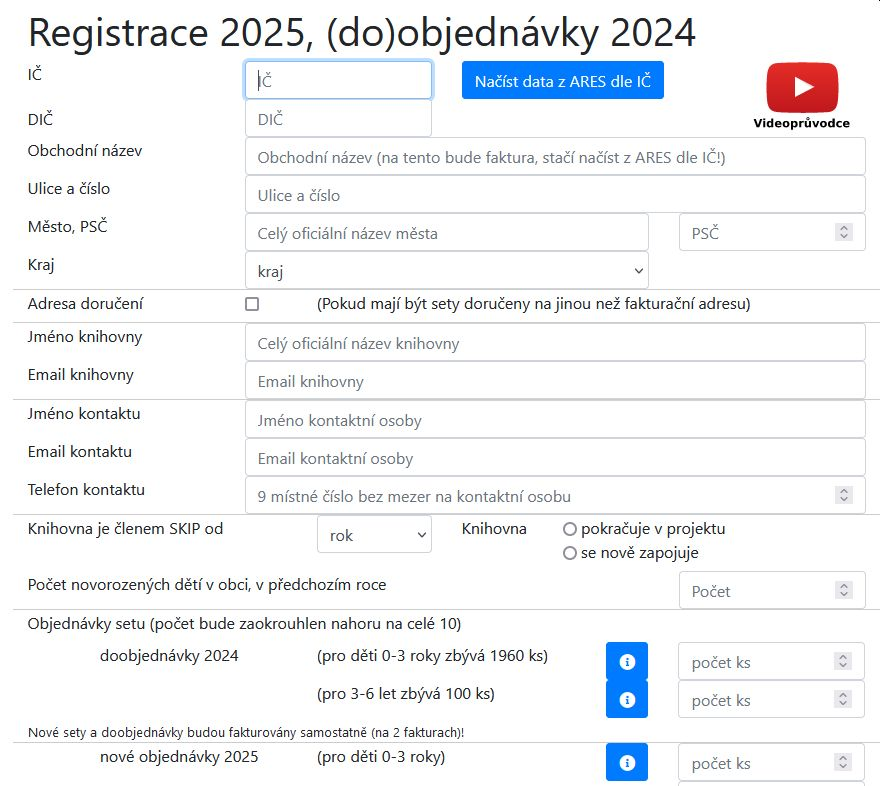 Registrace 2025, (do)objednávky 2024
IČ IČ Načíst data z ARES dle IČ
Videoprůvodce
DIČ DIČ
Obchodní název Obchodní název (na tento bude faktura, stačí načíst z ARES dle IČ!)
Ulice a číslo Ulice a číslo
Město, PSČ Celý oficiální název města PSČ
Kraj kraj
Adresa doručení (Pokud mají být sety doručeny na jinou než fakturační adresu)
Jméno knihovny Celý oficiální název knihovny
Email knihovny Email knihovny
Jméno kontaktu Jméno kontaktní osoby
Email kontaktu Email kontaktní osoby
Telefon kontaktu 9 místné číslo bez mezer na kontaktní osobu
Knihovna je členem SKIP od rok Knihovna pokračuje v projektu
se nově zapojuje
Počet novorozených dětí v obci, v předchozím roce Počet
Objednávky setu (počet bude zaokrouhlen nahoru na celé 10)
doobjednávky 2024 (pro děti 0-3 roky zbývá 1960 ks) počet ks
(pro 3-6 let zbývá 100 ks) počet ks
Nové sety a doobjednávky budou fakturovány samostatně (na 2 fakturach)!
nové objednávky 2025 (pro děti 0-3 roky) počet ks